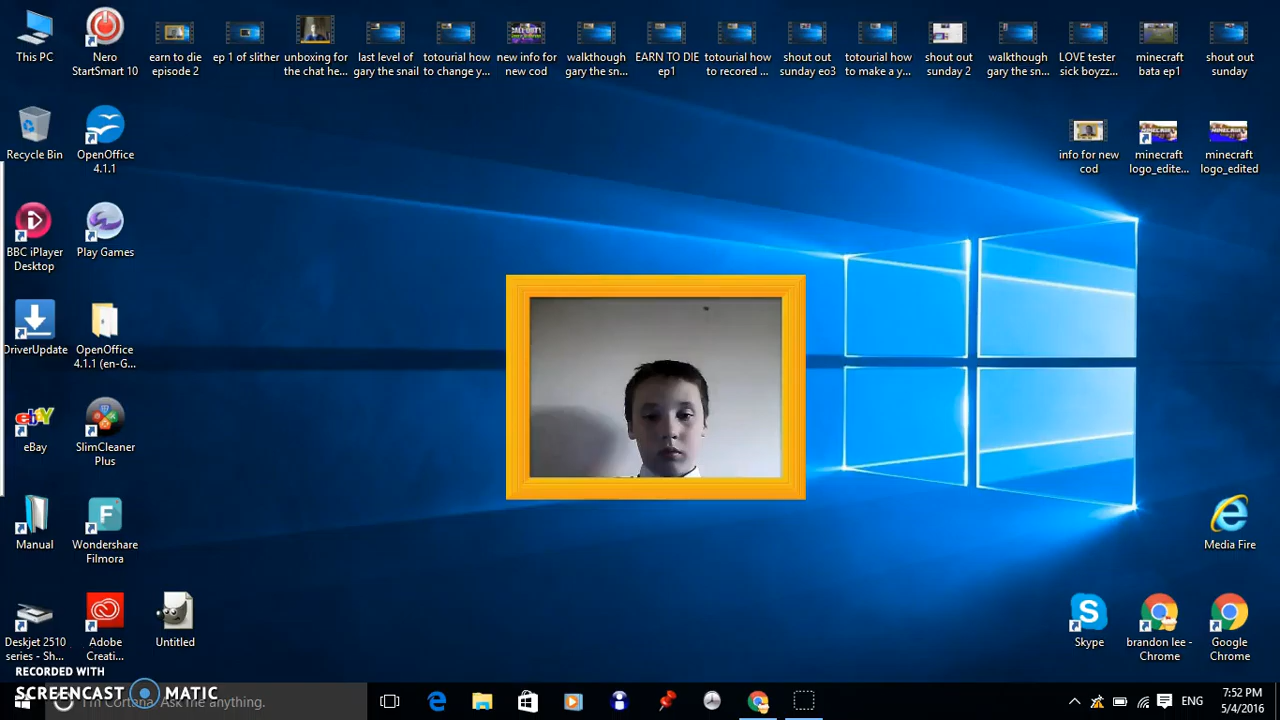 This PC
Nero
StartSmart 10
earn to die
episode 2
ep 1 of slither
unboxing for
the chat he...
last level of
gary the snail
totourial how
to change y...
new info for
new cod
walkthough
gary the sn...
EARN TO DIE
ep1
totourial how
to recored ...
shout out
sunday eo3
totourial how
to make a y...
shout out
sunday 2
walkthough
gary the sn...
LOVE tester
sick boyzz...
minecraft
bata ep1
shout out
sunday
Recycle Bin
OpenOffice
4.1.1
info for new
cod
minecraft
logo_edite...
minecraft
logo_edited
BBC iPlayer
Desktop
Play Games
DriverUpdate
OpenOffice
4.1.1 (en-G...
ebay
eBay
SlimCleaner
Plus
Manual
F
Wondershare
Filmora
Media Fire
Deskjet 2510
series - Sh...
Adobe
Creati...
Untitled
S
Skype
brandon lee -
Chrome
Google
Chrome
RECORDED WITH
SCREENCAST MATIC
I'm Cortana. Ask me anything.
ENG
7:52 PM
5/4/2016